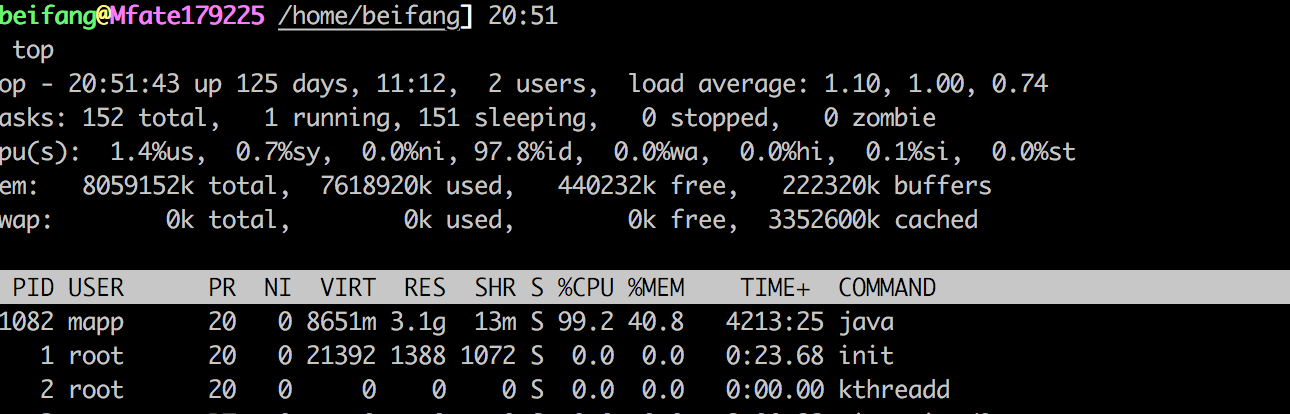 beifang@Mfate179225 /home/beifang] 20:51
top
op - 20:51:43 up 125 days, 11:12,  2 users,  load average: 1.10, 1.00, 0.74
asks: 152 total,   1 running, 151 sleeping,   0 stopped,   0 zombie
pu(s):  1.4%us,  0.7%sy,  0.0%ni, 97.8%id,  0.0%wa,  0.0%hi,  0.1%si,  0.0%st
em:   8059152k total,  7618920k used,   440232k free,   222320k buffers
wap:        0k total,        0k used,        0k free,  3352600k cached
PID USER      PR  NI  VIRT  RES  SHR S %CPU %MEM    TIME+  COMMAND
1082 mapp      20   0 8651m 3.1g  13m S 99.2 40.8   4213:25 java
1 root      20   0 21392 1388 1072 S  0.0  0.0   0:23.68 init
2 root      20   0     0    0    0 S  0.0  0.0   0:00.00 kthreadd